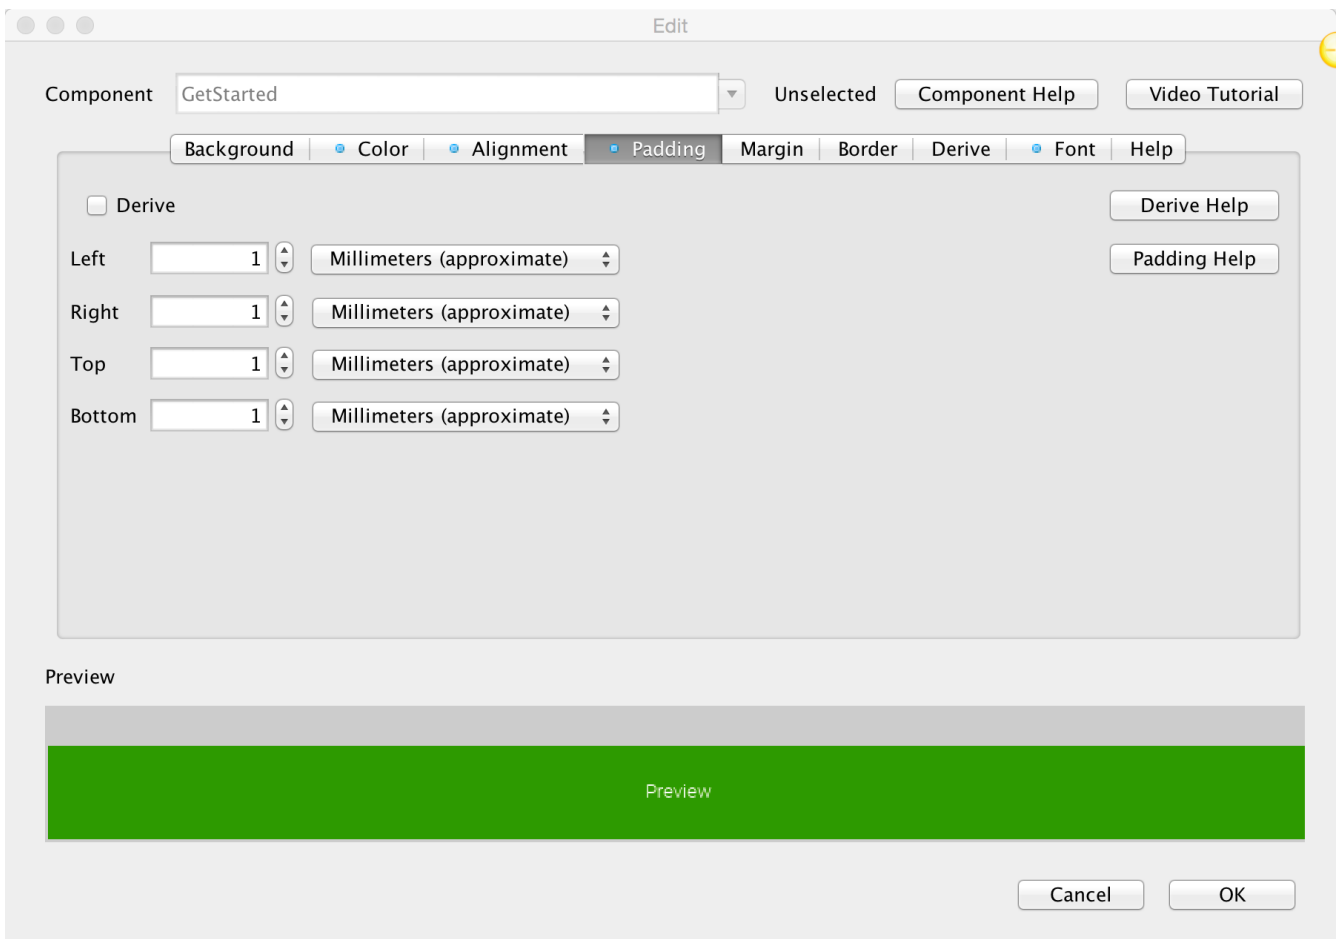 Edit
Component GetStarted Unselected Component Help Video Tutorial
Background Color Alignment Padding Margin Border Derive Font Help
Derive Derive Help
Left 1 Millimeters (approximate) Padding Help
Right 1 Millimeters (approximate)
Top 1 Millimeters (approximate)
Bottom 1 Millimeters (approximate)
Preview
Preview
Cancel OK